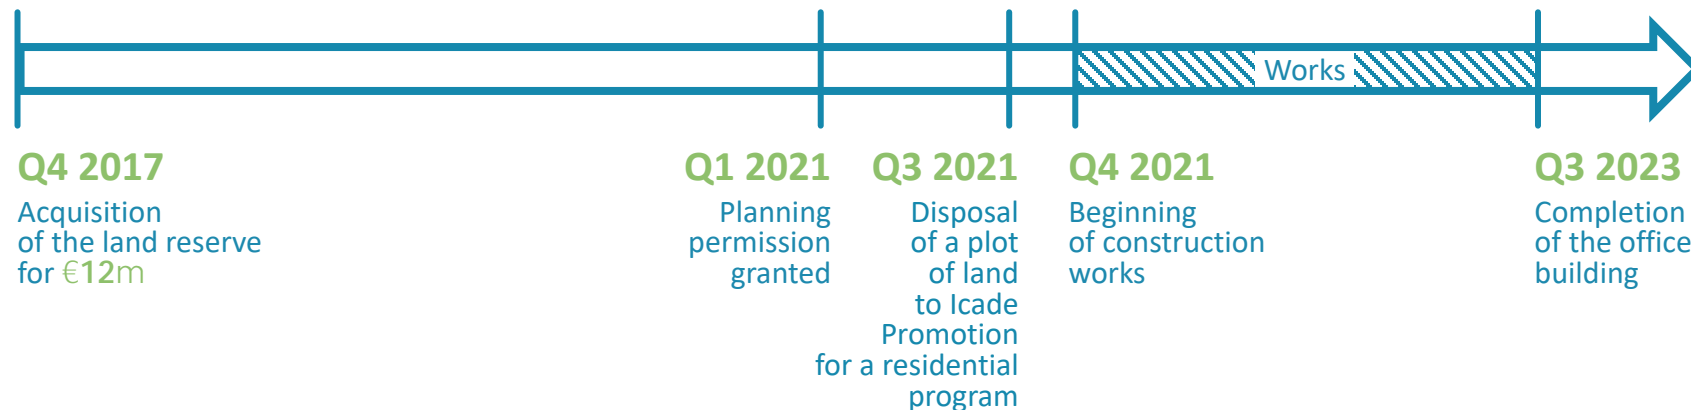 Works
Q4 2017
Acquisition
of the land reserve
for €12m
Q1 2021
Planning
permission
granted
Q3 2021
Disposal
of a plot
of land
to Icade
Promotion
for a residential
program
Q4 2021
Beginning
of construction
works
Q3 2023
Completion
of the office
building